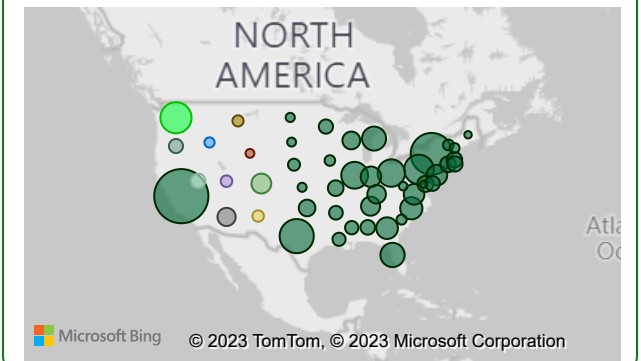 NORTH
AMERICA
Atla
Oc
Microsoft Bing
© 2023 TomTom, © 2023 Microsoft Corporation